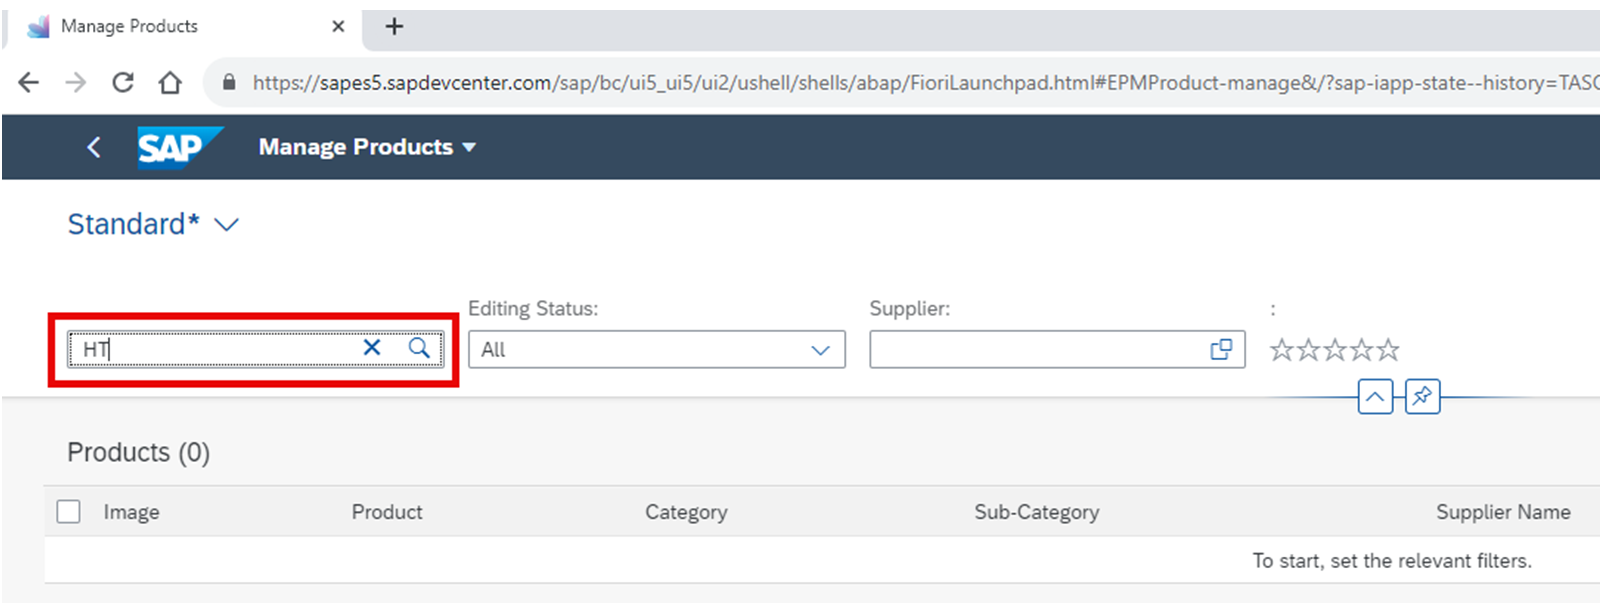 Manage Products
https://sapes5.sapdevcenter.com/sap/bc/ui5_ui5/ui2/ushell/shells/abap/FioriLaunchpad.html#EPMProduct-manage&/?sap-iapp-state--history=TASC
SAP Manage Products
Standard*
Editing Status: Supplier: :
HT All
Products (0)
Image Product Category Sub-Category Supplier Name
To start, set the relevant filters.